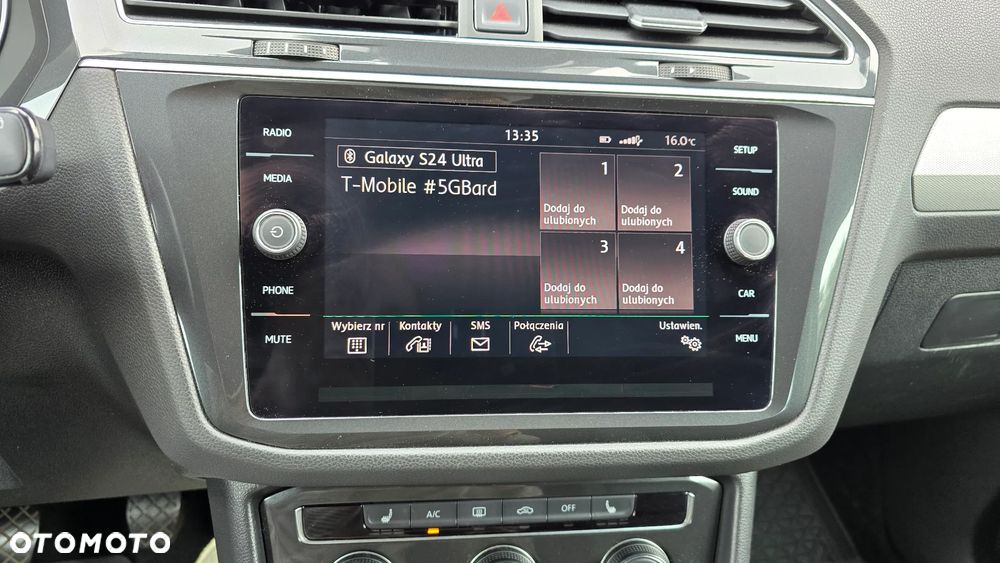 RADIO
MEDIA
PHONE
MUTE
13:35
16.0°C
Galaxy S24 Ultra
T-Mobile #5GBard
1
Dodaj do
ulubionych
2
Dodaj do
ulubionych
3
Dodaj do
ulubionych
4
Dodaj do
ulubionych
Wybierz nr
Kontakty
SMS
Połączenia
Ustawien.
SETUP
SOUND
CAR
MENU
A/C
OFF
OTOMOTO